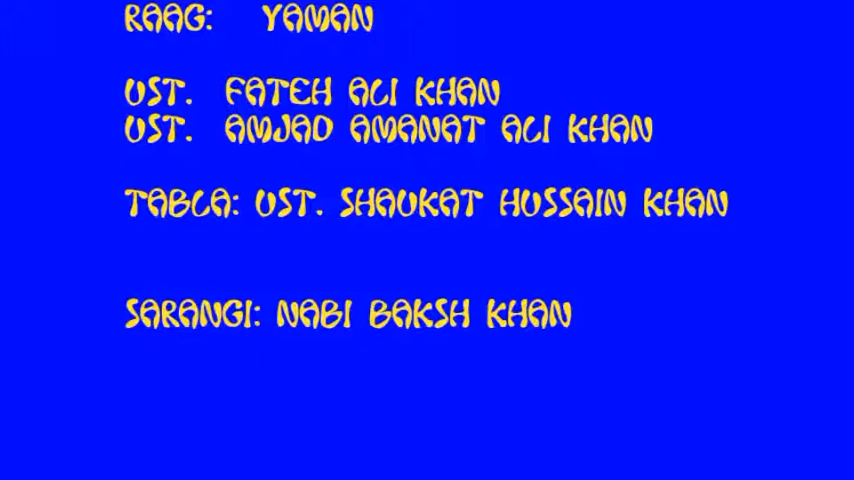 RAAG: YAMAN
UST. FATEH ALI KHAN
UST. AMJAD AMANAT ALI KHAN
TABLA: UST. SHAUKAT HUSSAIN KHAN
SARANGI: NABI BAKSH KHAN